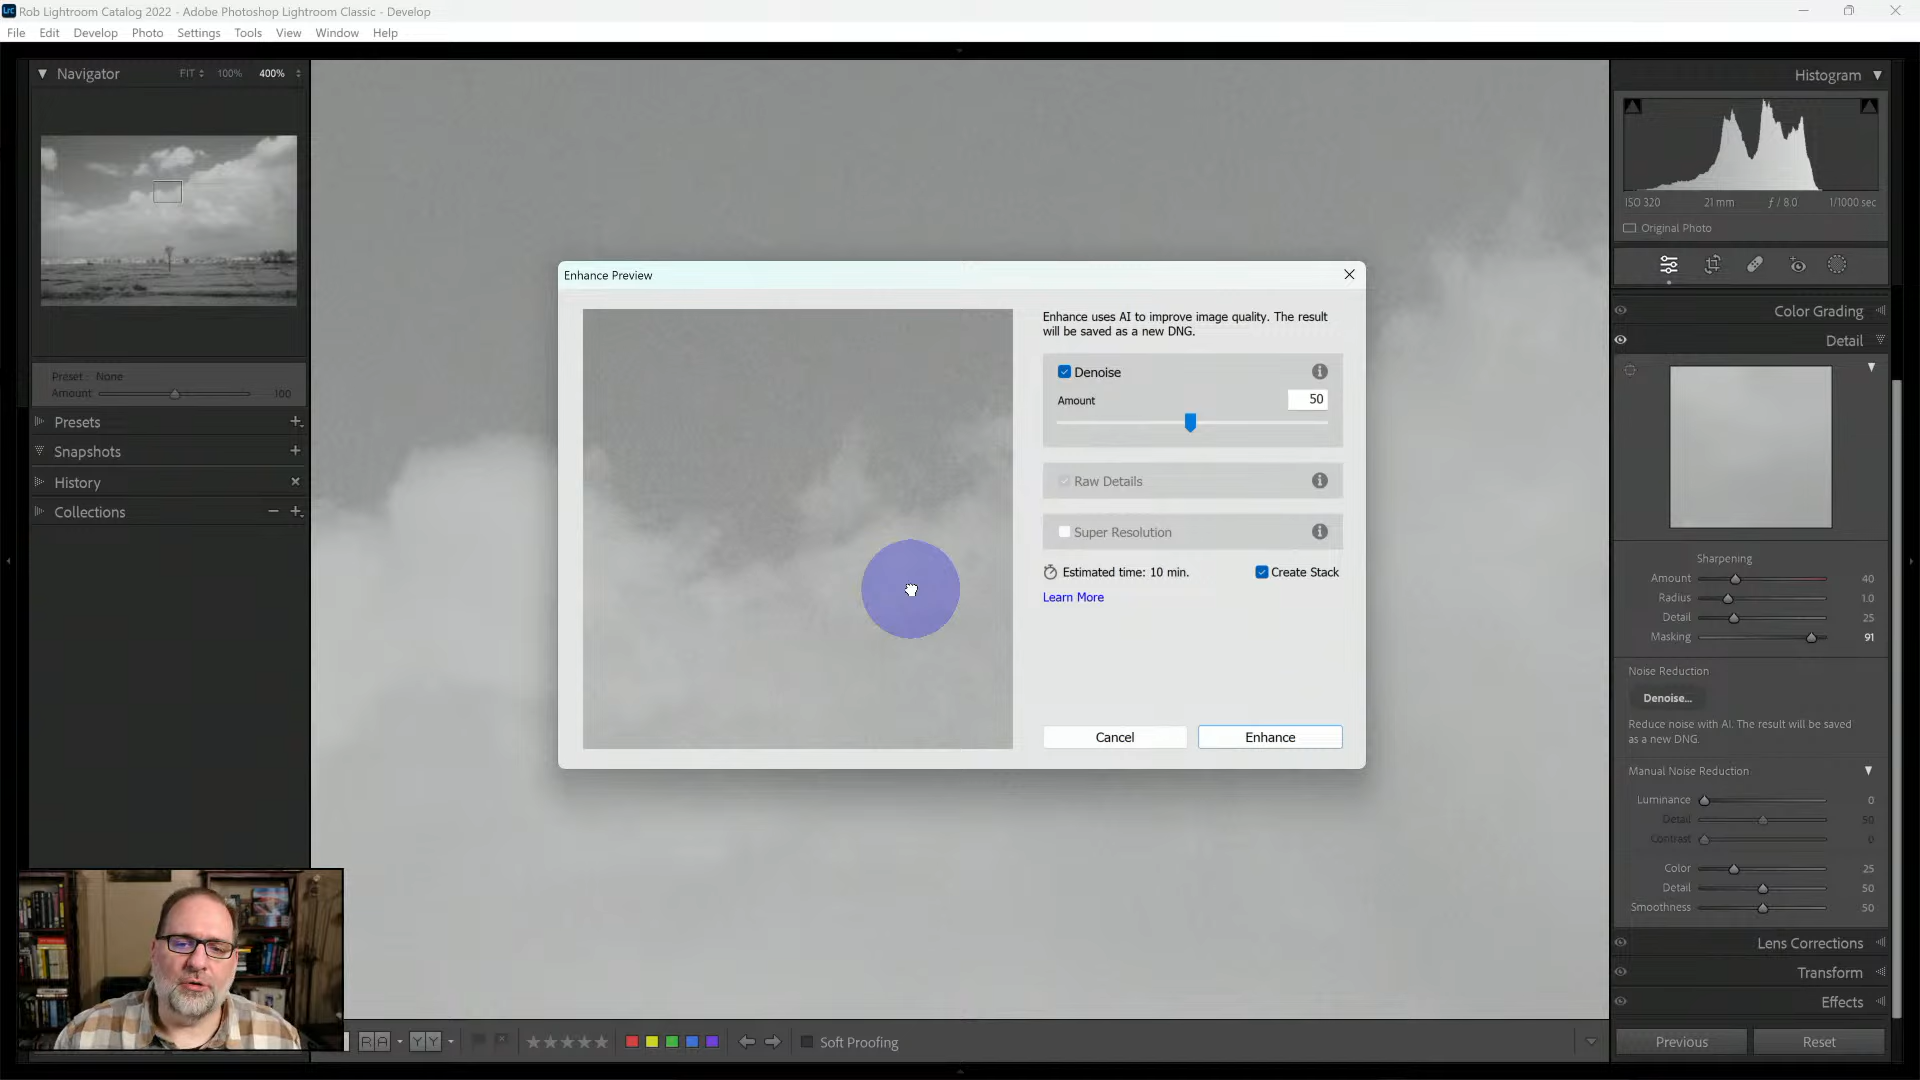 Rob Lightroom Catalog 2022 - Adobe Photoshop Lightroom Classic - Develop
File Edit Develop Photo Settings Tools View Window Help
Navigator FIT 100% 400%
Preset: None
Amount 100
Presets
Snapshots
History
Collections
Enhance Preview
Enhance uses AI to improve image quality. The result
will be saved as a new DNG.
Denoise
Amount 50
Raw Details
Super Resolution
Estimated time: 10 min. Create Stack
Learn More
Cancel Enhance
Histogram
ISO 320 21 mm ƒ / 8.0 1/1000 sec
Original Photo
Color Grading
Detail
Sharpening
Amount 40
Radius 1.0
Detail 25
Masking 91
Noise Reduction
Denoise...
Reduce noise with AI. The result will be saved
as a new DNG.
Manual Noise Reduction
Luminance 0
Detail 50
Contrast 0
Color 25
Detail 50
Smoothness 50
Lens Corrections
Transform
Effects
Previous Reset
RA YY Soft Proofing